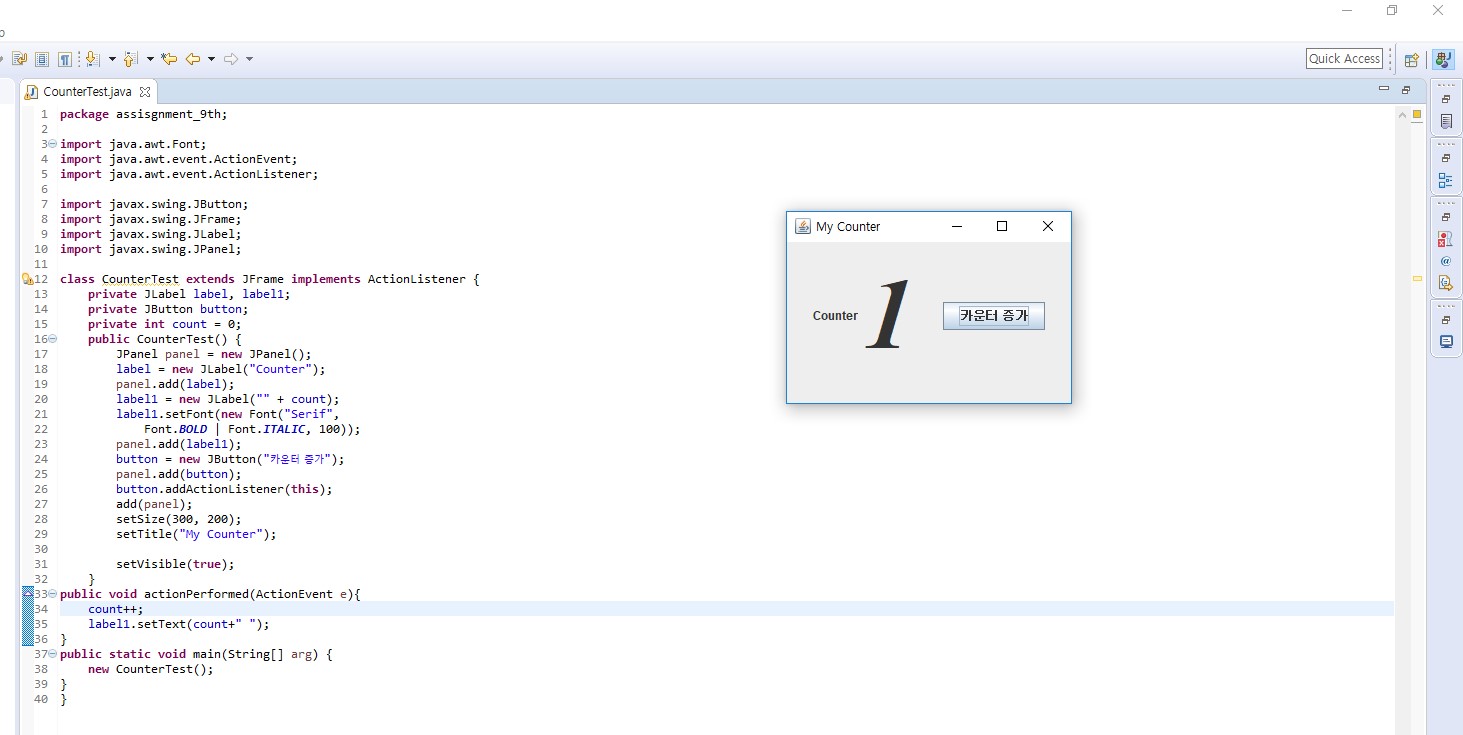 Quick Access
CounterTest.java
1 package assisgnment_9th;
2
3 import java.awt.Font;
4 import java.awt.event.ActionEvent;
5 import java.awt.event.ActionListener;
6
7 import javax.swing.JButton;
8 import javax.swing.JFrame;
9 import javax.swing.JLabel;
10 import javax.swing.JPanel;
11
12 class CounterTest extends JFrame implements ActionListener {
13     private JLabel label, label1;
14     private JButton button;
15     private int count = 0;
16     public CounterTest() {
17         JPanel panel = new JPanel();
18         label = new JLabel("Counter");
19         panel.add(label);
20         label1 = new JLabel("" + count);
21         label1.setFont(new Font("Serif",
22             Font.BOLD | Font.ITALIC, 100));
23         panel.add(label1);
24         button = new JButton("카운터 증가");
25         panel.add(button);
26         button.addActionListener(this);
27         add(panel);
28         setSize(300, 200);
29         setTitle("My Counter");
30
31         setVisible(true);
32     }
33 public void actionPerformed(ActionEvent e){
34     count++;
35     label1.setText(count+" ");
36 }
37 public static void main(String[] arg) {
38     new CounterTest();
39 }
40 }
My Counter
Counter 1 카운터 증가